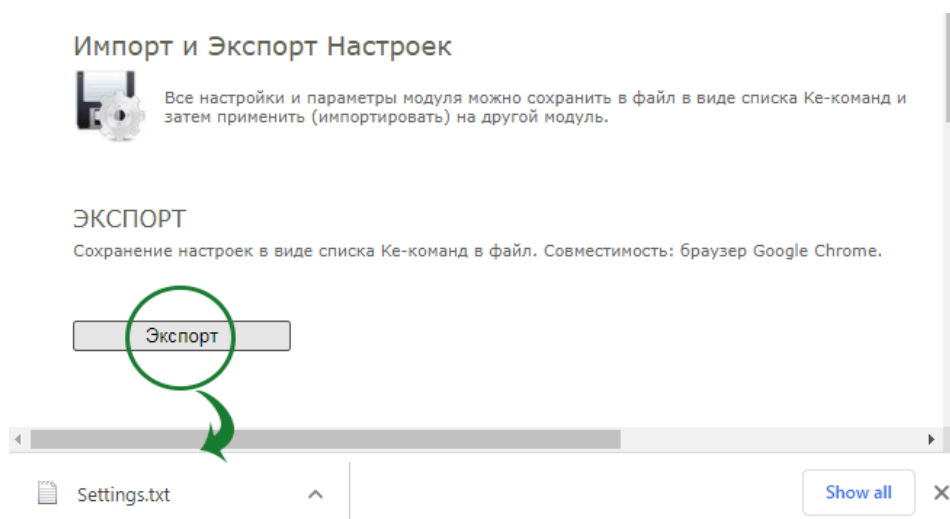 Импорт и Экспорт Настроек
Все настройки и параметры модуля можно сохранить в файл в виде списка Ке-команд и
затем применить (импортировать) на другой модуль.
ЭКСПОРТ
Сохранение настроек в виде списка Ке-команд в файл. Совместимость: браузер Google Chrome.
Экспорт
Settings.txt
Show all